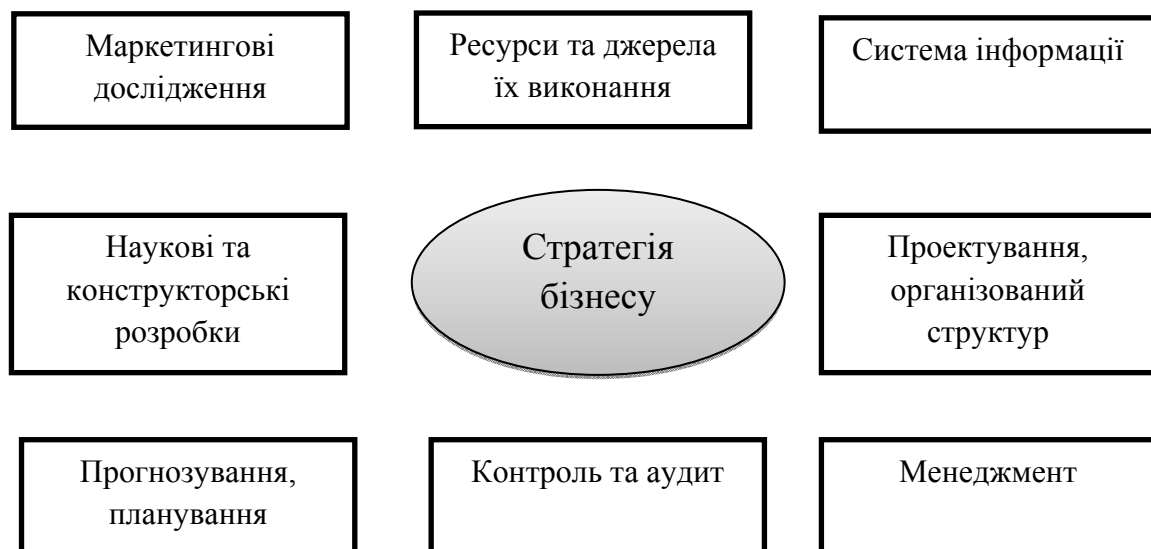 Маркетингові
дослідження
Ресурси та джерела
їх виконання
Система інформації
Наукові та
конструкторські
розробки
Стратегія
бізнесу
Проектування,
організований
структур
Прогнозування,
планування
Контроль та аудит
Менеджмент